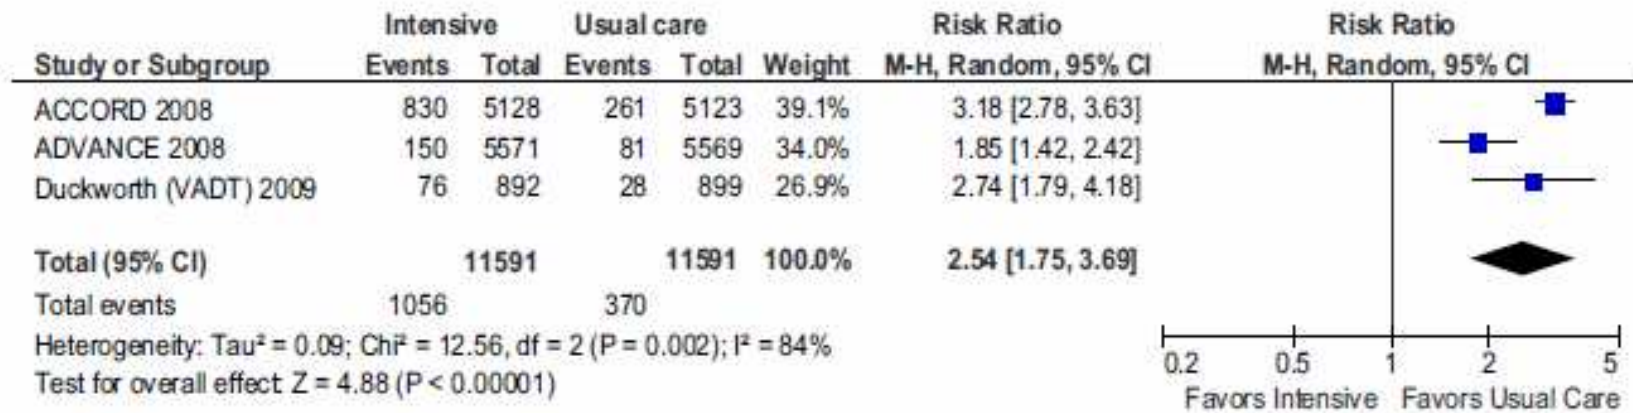 Intensive Usual care Risk Ratio Risk Ratio
Study or Subgroup Events Total Events Total Weight M-H, Random, 95% CI M-H, Random, 95% CI
ACCORD 2008 830 5128 261 5123 39.1% 3.18 [2.78, 3.63]
ADVANCE 2008 150 5571 81 5569 34.0% 1.85 [1.42, 2.42]
Duckworth (VADT) 2009 76 892 28 899 26.9% 2.74 [1.79, 4.18]
Total (95% CI) 11591 11591 100.0% 2.54 [1.75, 3.69]
Total events 1056 370
Heterogeneity: Tau² = 0.09; Chi² = 12.56, df = 2 (P = 0.002); I² = 84%
Test for overall effect: Z = 4.88 (P < 0.00001)
0.2 0.5 1 2 5
Favors Intensive Favors Usual Care